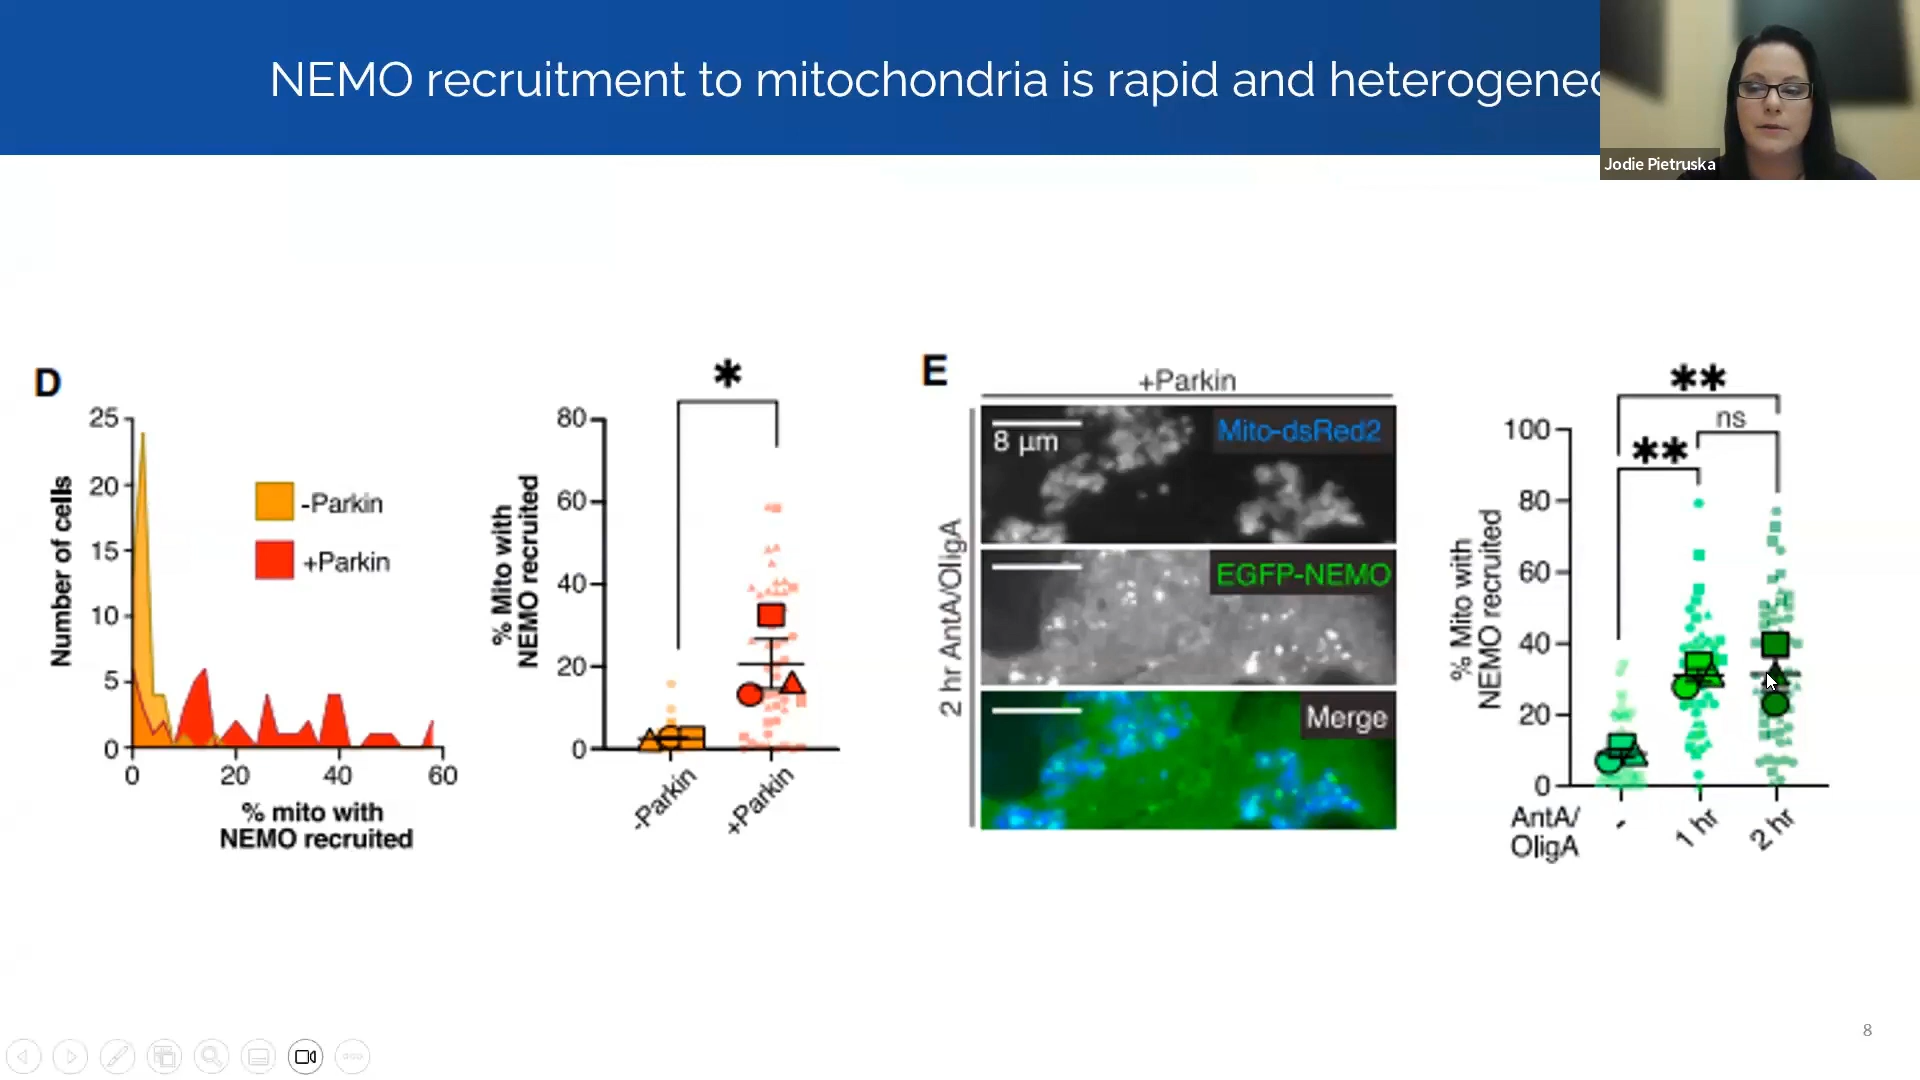 NEMO recruitment to mitochondria is rapid and heterogeneo
Jodie Pietruska
D
25
20
15
10
5
0
Number of cells
-Parkin
+Parkin
0 20 40 60
% mito with
NEMO recruited
*
80
60
40
20
0
% Mito with
NEMO recruited
-Parkin
+Parkin
E
+Parkin
2 hr AntA/OligA
8 µm
Mito-dsRed2
EGFP-NEMO
Merge
**
ns
**
100
80
60
40
20
0
% Mito with
NEMO recruited
AntA/
OligA
-
1 hr
2 hr
8